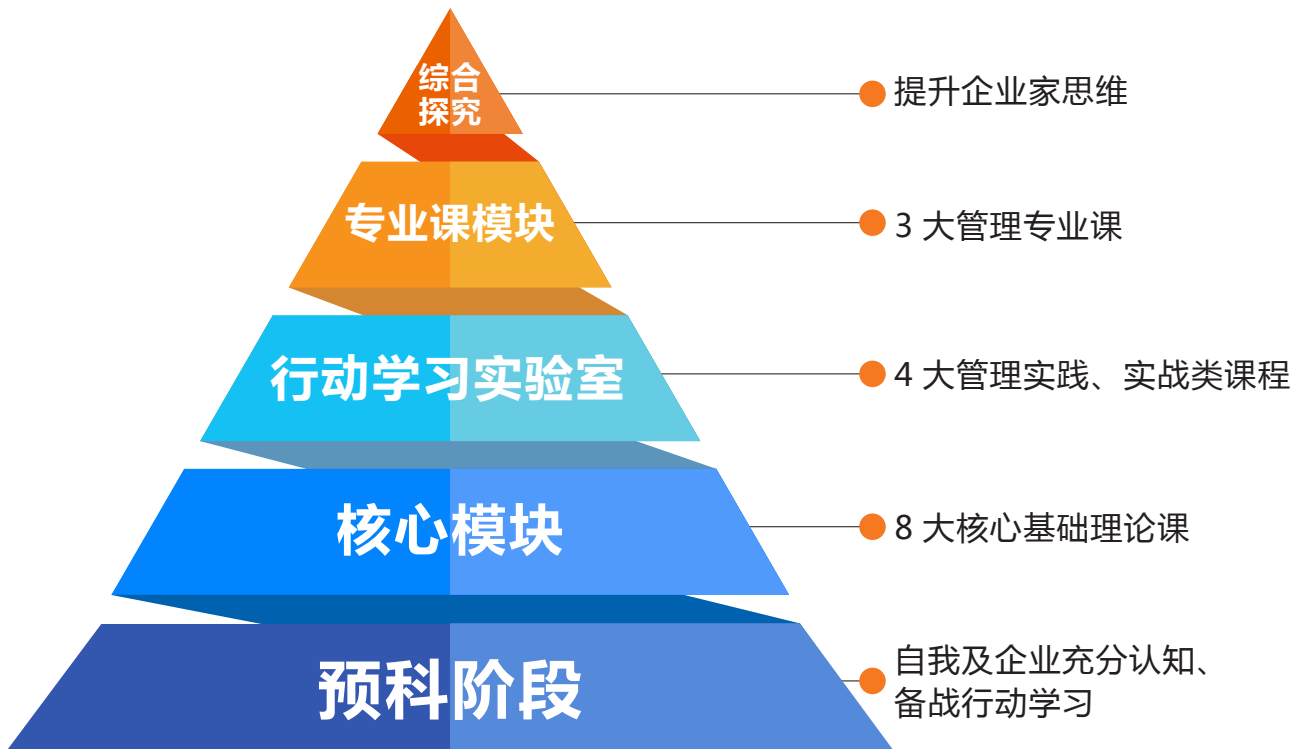 综合
探究
提升企业家思维
专业课模块
3 大管理专业课
行动学习实验室
4 大管理实践、实战类课程
核心模块
8 大核心基础理论课
预科阶段
自我及企业充分认知、
备战行动学习